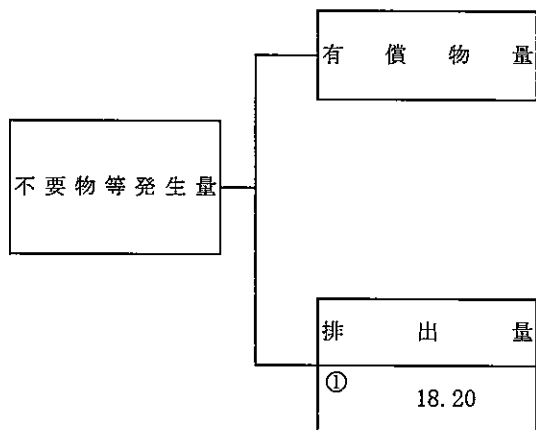 有償物量
不要物等発生量
排出量
①
18.20